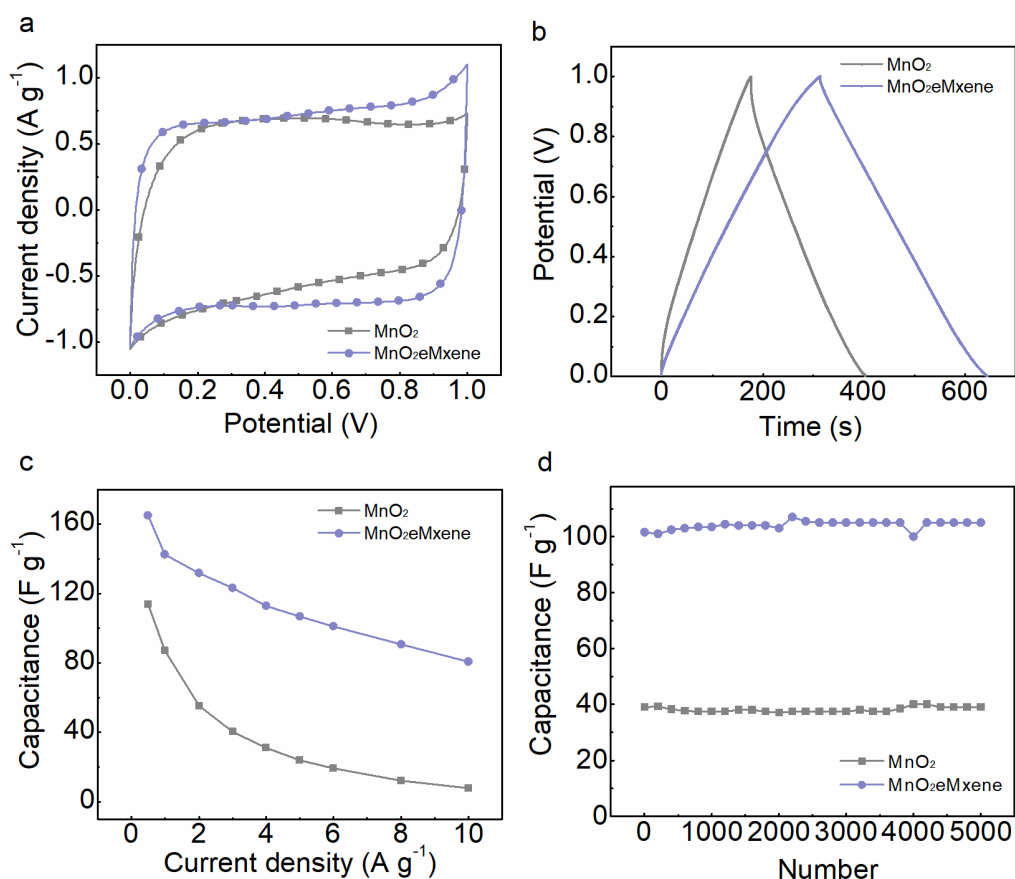 a
Current density (A g⁻¹)
1.0
0.5
0.0
-0.5
-1.0
MnO₂
MnO₂eMxene
0.0 0.2 0.4 0.6 0.8 1.0
Potential (V)
b
Potential (V)
1.0
0.8
0.6
0.4
0.2
0.0
MnO₂
MnO₂eMxene
0 200 400 600
Time (s)
c
Capacitance (F g⁻¹)
160
120
80
40
0
MnO₂
MnO₂eMxene
0 2 4 6 8 10
Current density (A g⁻¹)
d
Capacitance (F g⁻¹)
100
80
60
40
20
0
MnO₂
MnO₂eMxene
0 1000 2000 3000 4000 5000
Number